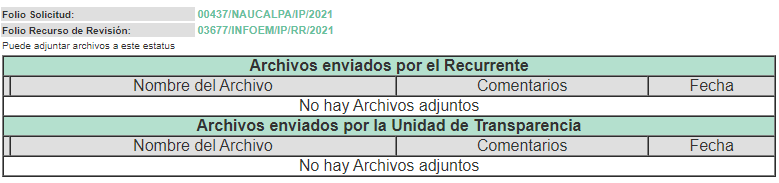 Folio Solicitud: 00437/NAUCALPA/IP/2021
Folio Recurso de Revisión: 03677/INFOEM/IP/RR/2021
Puede adjuntar archivos a este estatus
Archivos enviados por el Recurrente
Nombre del Archivo Comentarios Fecha
No hay Archivos adjuntos
Archivos enviados por la Unidad de Transparencia
Nombre del Archivo Comentarios Fecha
No hay Archivos adjuntos